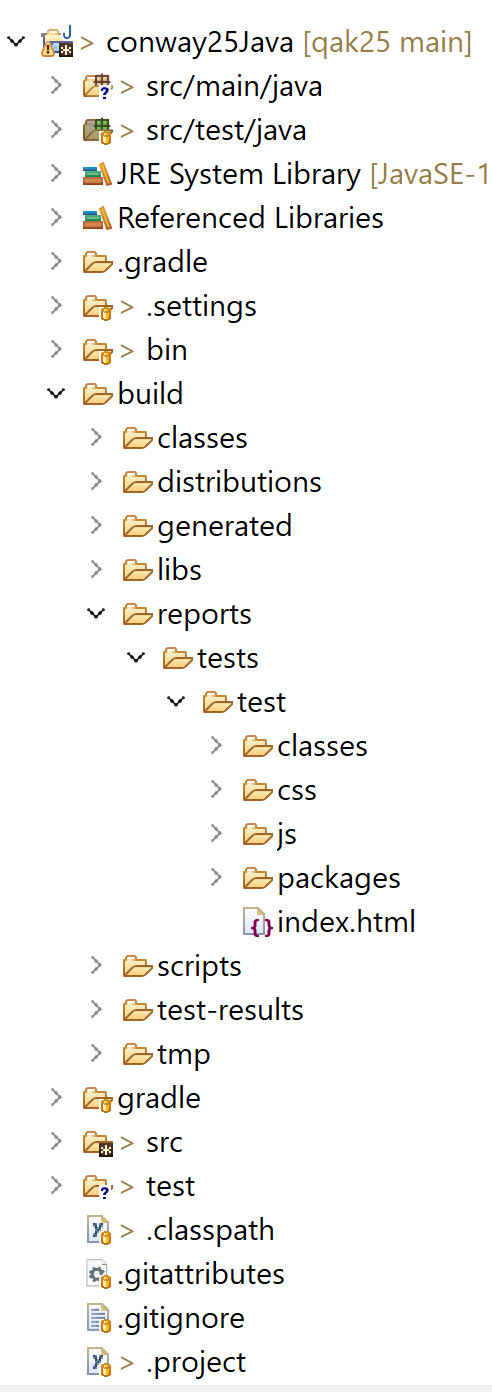 > conway25Java [qak25 main]
> src/main/java
> src/test/java
JRE System Library [JavaSE-1
Referenced Libraries
.gradle
> .settings
> bin
build
classes
distributions
generated
libs
reports
tests
test
classes
css
js
packages
index.html
scripts
test-results
tmp
gradle
> src
> test
> .classpath
.gitattributes
.gitignore
> .project